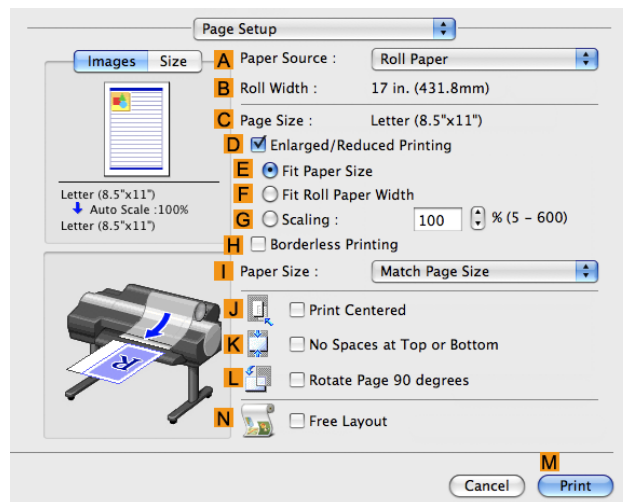 Page Setup
Images Size
A Paper Source : Roll Paper
B Roll Width : 17 in. (431.8mm)
C Page Size : Letter (8.5"x11")
D Enlarged/Reduced Printing
E Fit Paper Size
F Fit Roll Paper Width
G Scaling : 100 % (5 - 600)
H Borderless Printing
I Paper Size : Match Page Size
Letter (8.5"x11")
Auto Scale :100%
Letter (8.5"x11")
J Print Centered
K No Spaces at Top or Bottom
L Rotate Page 90 degrees
N Free Layout
R
M
Cancel Print